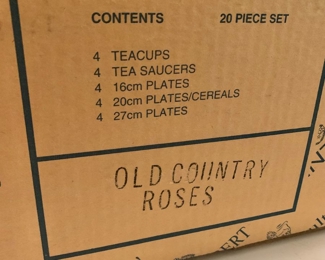 CONTENTS 20 PIECE SET
4 TEACUPS
4 TEA SAUCERS
4 16cm PLATES
4 20cm PLATES/CEREALS
4 27cm PLATES
OLD COUNTRY
ROSES